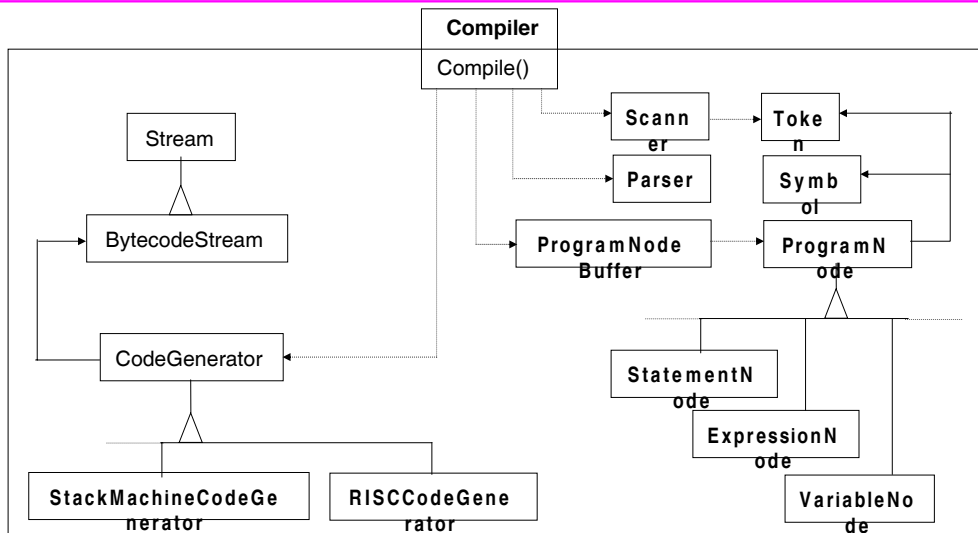 Compiler
Compile()
Scann
er
Toke
n
Stream
Parser
Symb
ol
BytecodeStream
ProgramNode
Buffer
ProgramN
ode
CodeGenerator
StatementN
ode
ExpressionN
ode
StackMachineCodeGe
nerator
RISCCodeGene
rator
VariableNo
de